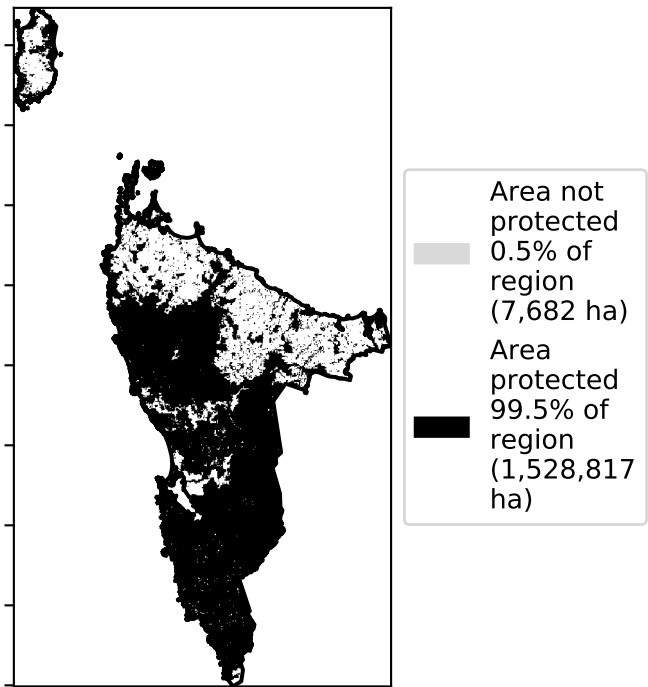 Area not
protected
0.5% of
region
(7,682 ha)
Area
protected
99.5% of
region
(1,528,817
ha)